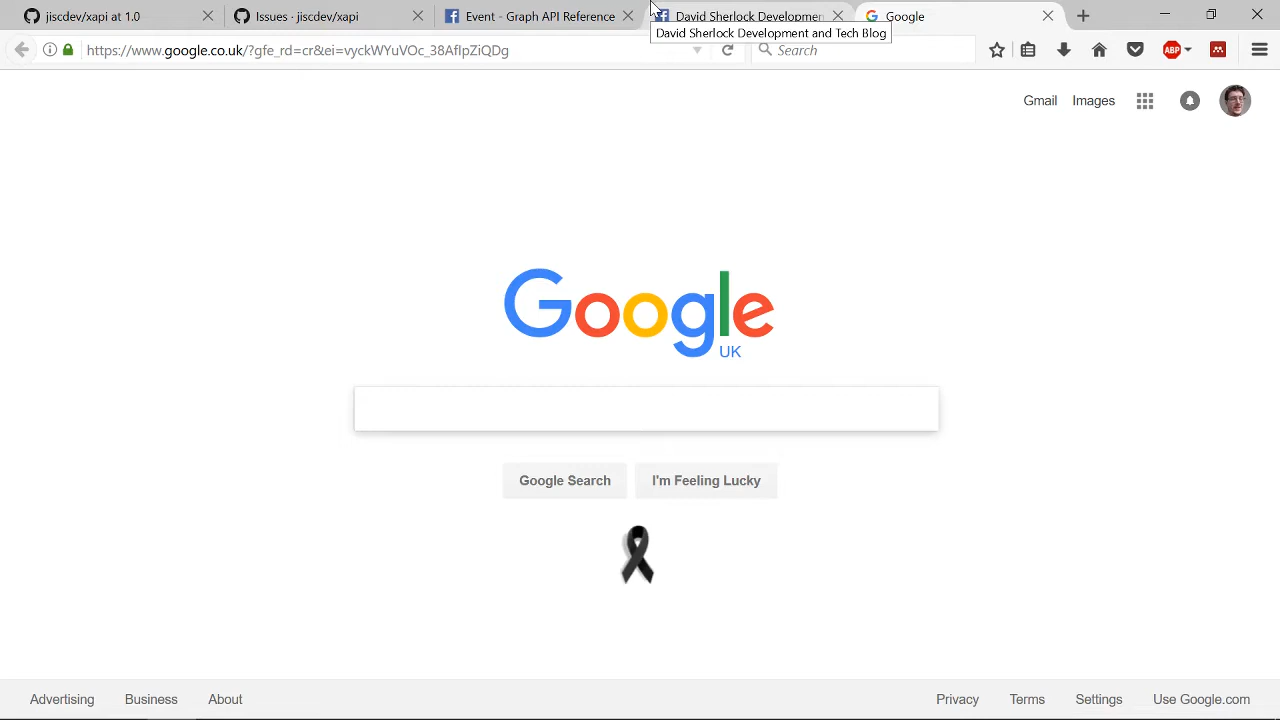 jiscdev/xapi at 1.0
Issues · jiscdev/xapi
Event - Graph API Reference
David Sherlock Developmen
Google
David Sherlock Development and Tech Blog
https://www.google.co.uk/?gfe_rd=cr&ei=vyckWYuVOc_38AfIpZiQDg
Search
ABP
Gmail
Images
Google
UK
Google Search
I'm Feeling Lucky
Advertising
Business
About
Privacy
Terms
Settings
Use Google.com